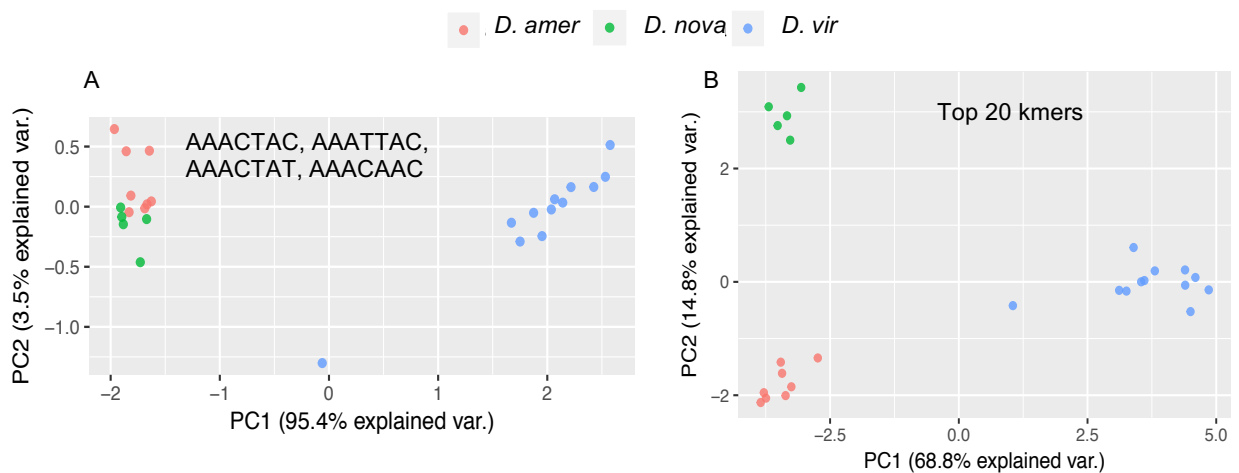 D. amer D. nova D. vir
A
AAACTAC, AAATTAC,
AAACTAT, AAACAAC
0.5
0.0
−0.5
−1.0
PC2 (3.5% explained var.)
−2 −1 0 1 2
PC1 (95.4% explained var.)
B
Top 20 kmers
2
0
−2
PC2 (14.8% explained var.)
−2.5 0.0 2.5 5.0
PC1 (68.8% explained var.)